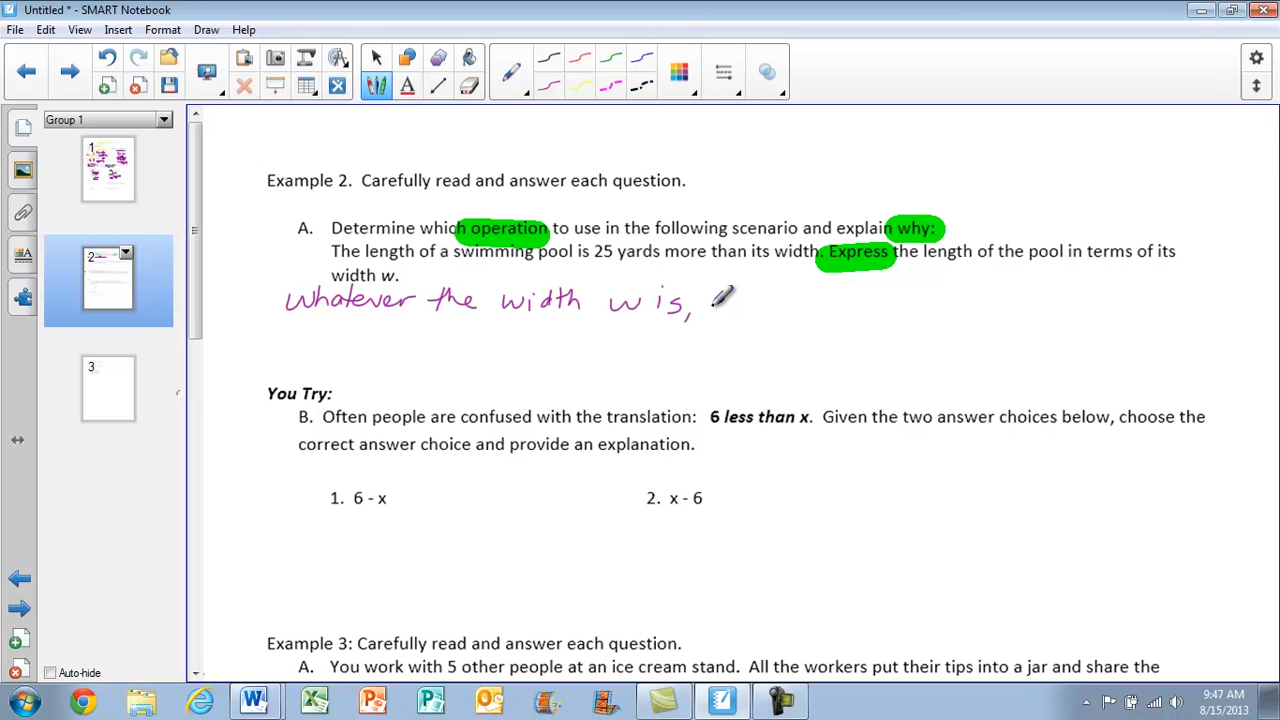 Untitled * - SMART Notebook
File Edit View Insert Format Draw Help
Group 1
1
2
3
Auto-hide
Example 2. Carefully read and answer each question.
A. Determine which operation to use in the following scenario and explain why:
The length of a swimming pool is 25 yards more than its width. Express the length of the pool in terms of its
width w.
Whatever the width w is,
You Try:
B. Often people are confused with the translation: 6 less than x. Given the two answer choices below, choose the
correct answer choice and provide an explanation.
1. 6 - x 2. x - 6
Example 3: Carefully read and answer each question.
A. You work with 5 other people at an ice cream stand. All the workers put their tips into a jar and share the
9:47 AM
8/15/2013